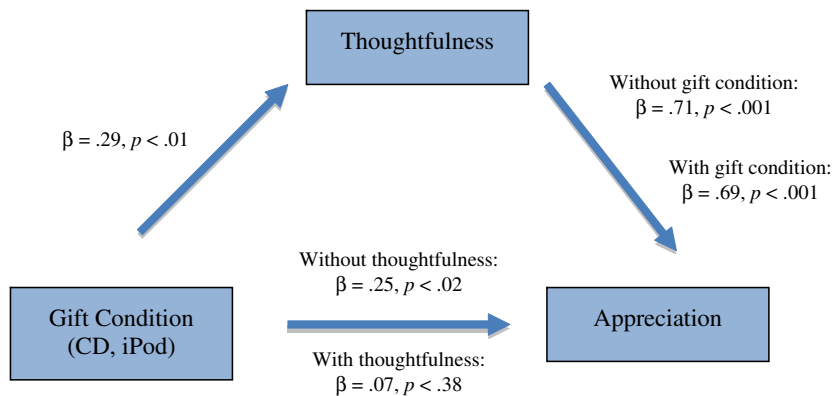 Thoughtfulness
Without gift condition:
β = .71, p < .001
β = .29, p < .01
With gift condition:
β = .69, p < .001
Without thoughtfulness:
β = .25, p < .02
Gift Condition
(CD, iPod)
Appreciation
With thoughtfulness:
β = .07, p < .38